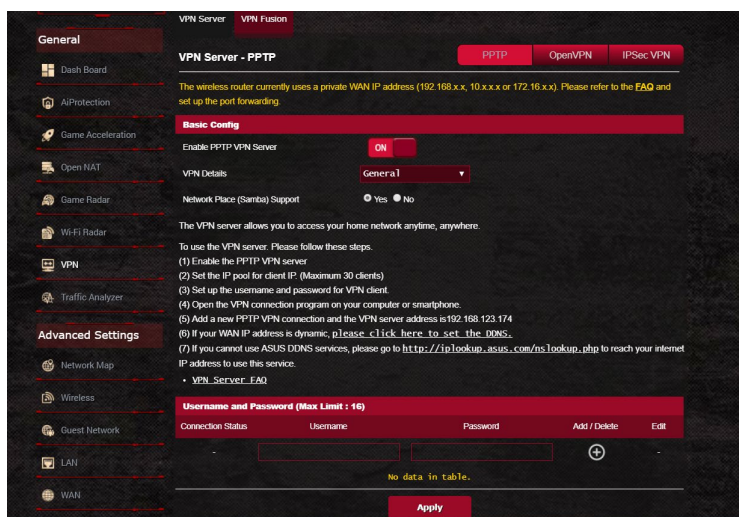 VPN Server VPN Fusion
General
VPN Server - PPTP
PPTP OpenVPN IPSec VPN
Dash Board
The wireless router currently uses a private WAN IP address (192.168.x.x, 10.x.x.x or 172.16.x.x). Please refer to the FAQ and
set up the port forwarding.
AiProtection
Basic Config
Game Acceleration
Enable PPTP VPN Server ON
Open NAT
VPN Details General
Game Radar
Network Place (Samba) Support Yes No
Wi-Fi Radar
The VPN server allows you to access your home network anytime, anywhere.
To use the VPN server. Please follow these steps.
(1) Enable the PPTP VPN server
VPN
(2) Set the IP pool for client IP. (Maximum 30 clients)
(3) Set up the username and password for VPN client.
Traffic Analyzer
(4) Open the VPN connection program on your computer or smartphone.
(5) Add a new PPTP VPN connection and the VPN server address is192.168.123.174
Advanced Settings
(6) If your WAN IP address is dynamic, please click here to set the DDNS.
(7) If you cannot use ASUS DDNS services, please go to http://iplookup.asus.com/nslookup.php to reach your internet
IP address to use this service.
Network Map
• VPN Server FAQ
Wireless
Username and Password (Max Limit : 16)
Guest Network
Connection Status Username Password Add / Delete Edit
- -
LAN
No data in table.
WAN
Apply